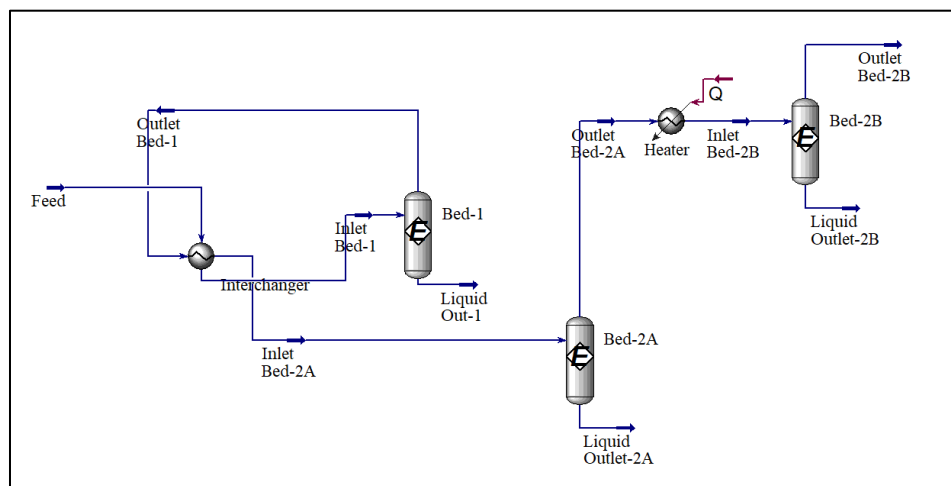 Outlet
Bed-2B
Q
Outlet
Bed-2A
Heater
Inlet
Bed-2B
Bed-2B
Outlet
Bed-1
Feed
Inlet
Bed-1
Bed-1
E
E
Liquid
Outlet-2B
Interchanger
Liquid
Out-1
Inlet
Bed-2A
Bed-2A
E
Liquid
Outlet-2A